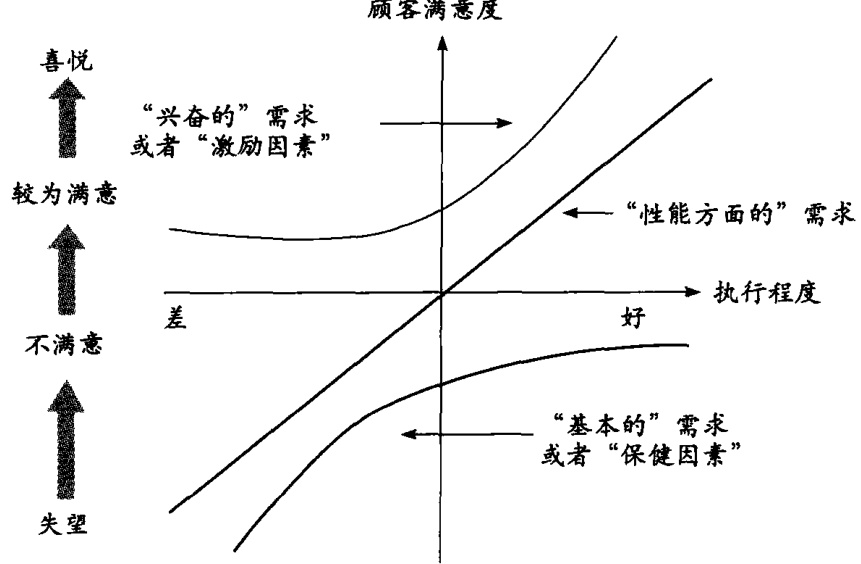 顾客满意度
喜悦
“兴奋的”需求
或者“激励因素”
较为满意
“性能方面的”需求
执行程度
差
好
不满意
“基本的”需求
或者“保健因素”
失望